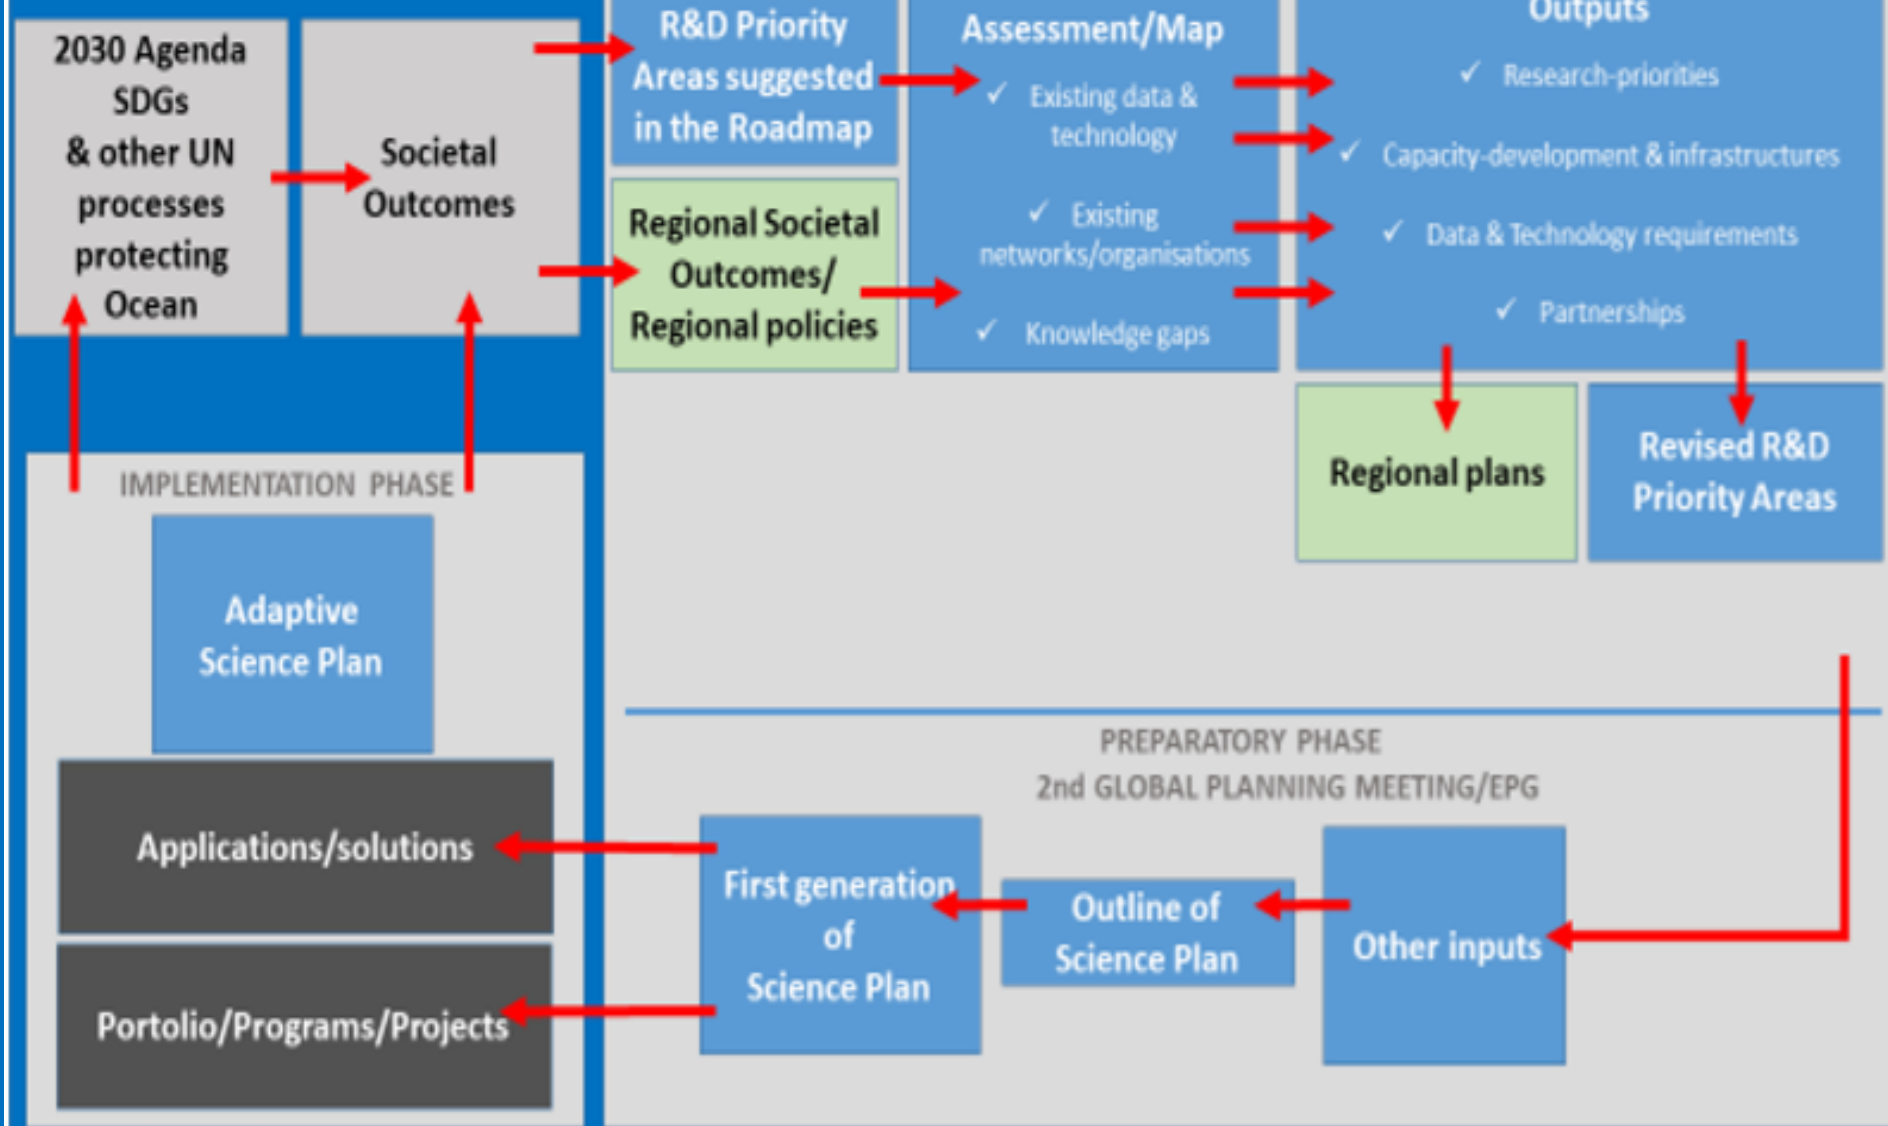 2030 Agenda
SDGs
& other UN
processes
protecting
Ocean
Societal
Outcomes
R&D Priority
Areas suggested
in the Roadmap
Regional Societal
Outcomes/
Regional policies
Assessment/Map
✓ Existing data &
technology
✓ Existing
networks/organisations
✓ Knowledge gaps
Outputs
✓ Research-priorities
✓ Capacity-development & infrastructures
✓ Data & Technology requirements
✓ Partnerships
Regional plans
Revised R&D
Priority Areas
IMPLEMENTATION PHASE
Adaptive
Science Plan
Applications/solutions
Portolio/Programs/Projects
PREPARATORY PHASE
2nd GLOBAL PLANNING MEETING/EPG
First generation
of
Science Plan
Outline of
Science Plan
Other inputs